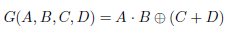 G(A, B, C, D) = A · B ⊕ (C + D)